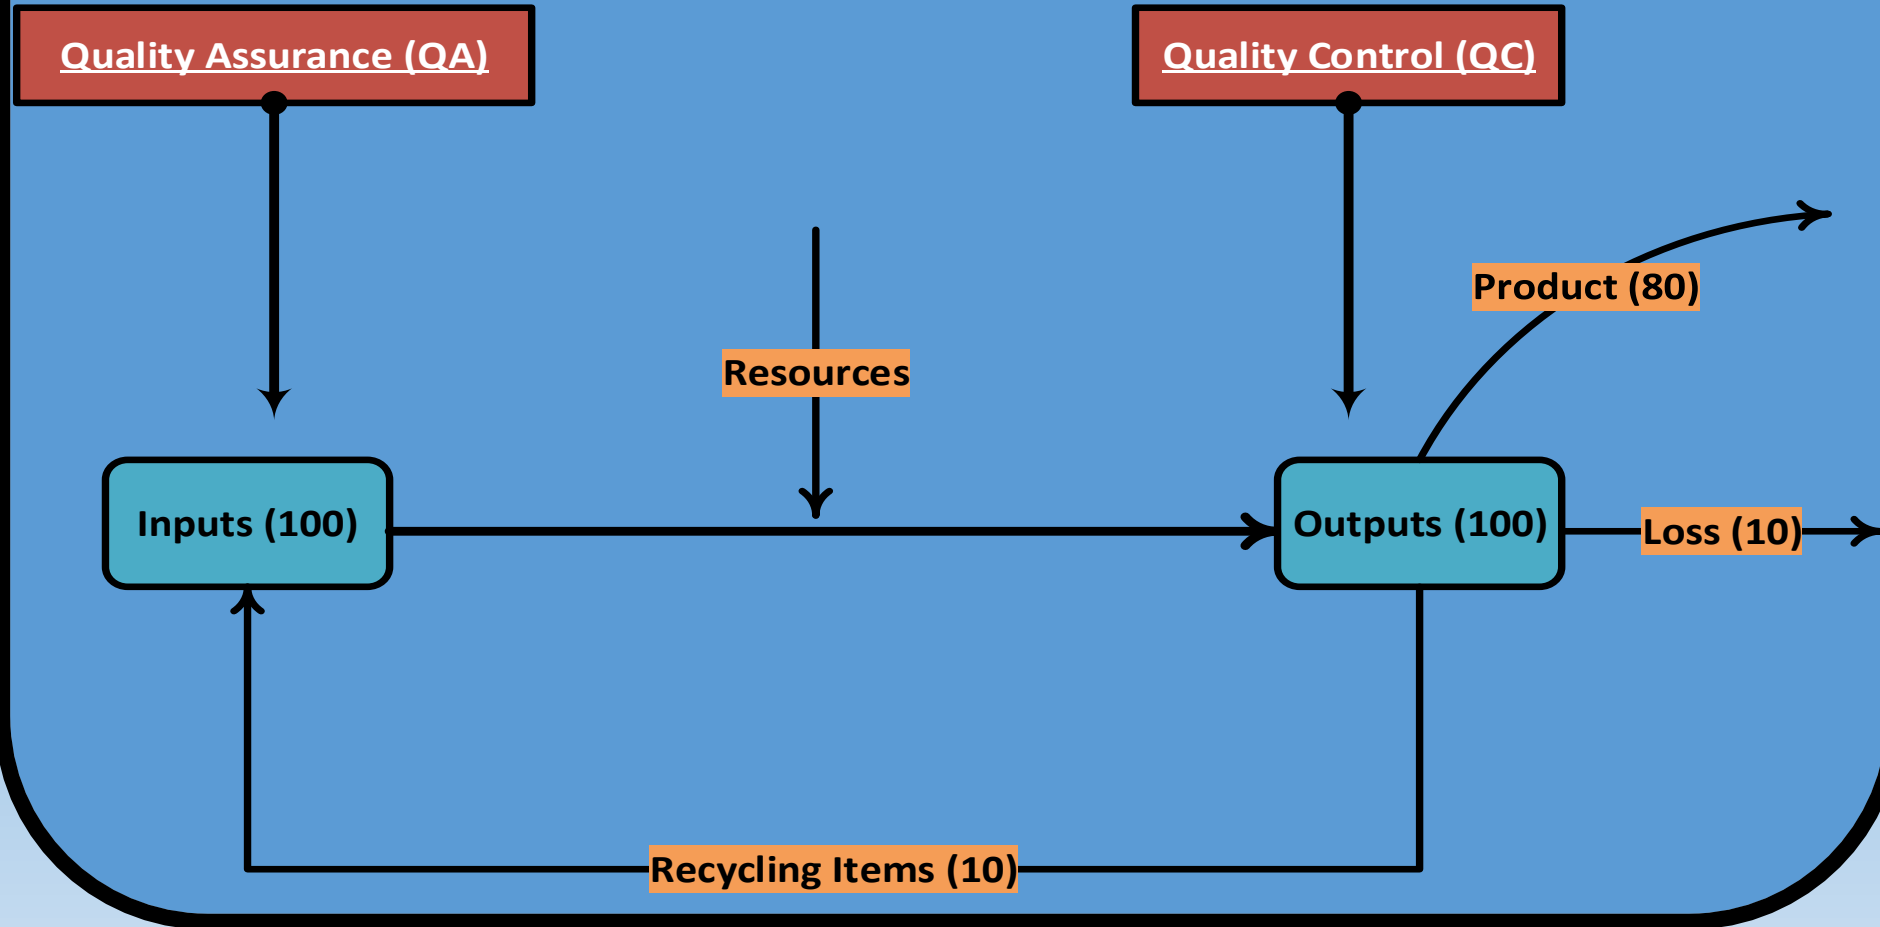 Quality Assurance (QA)
Quality Control (QC)
Product (80)
Resources
Inputs (100)
Outputs (100)
Loss (10)
Recycling Items (10)